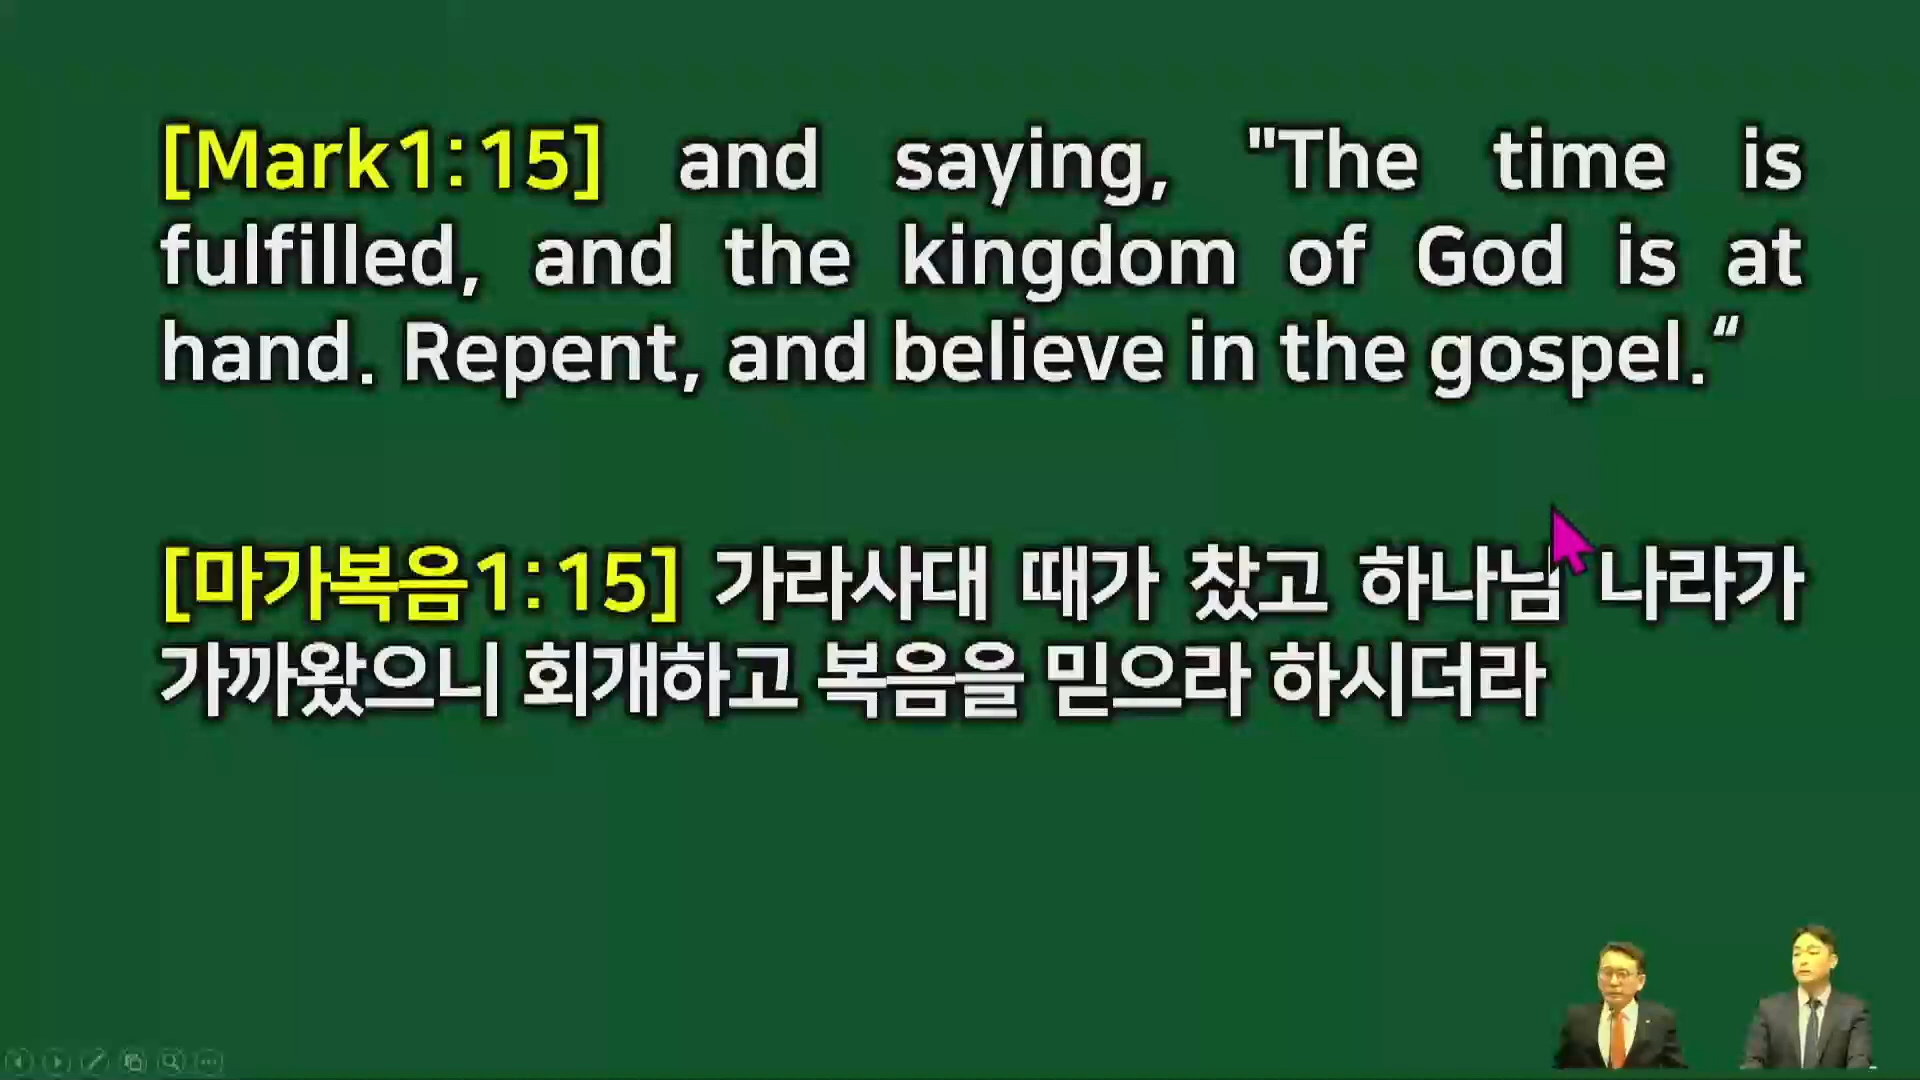 [Mark1:15] and saying, "The time is
fulfilled, and the kingdom of God is at
hand. Repent, and believe in the gospel.“
[마가복음1:15] 가라사대 때가 찼고 하나님 나라가
가까왔으니 회개하고 복음을 믿으라 하시더라